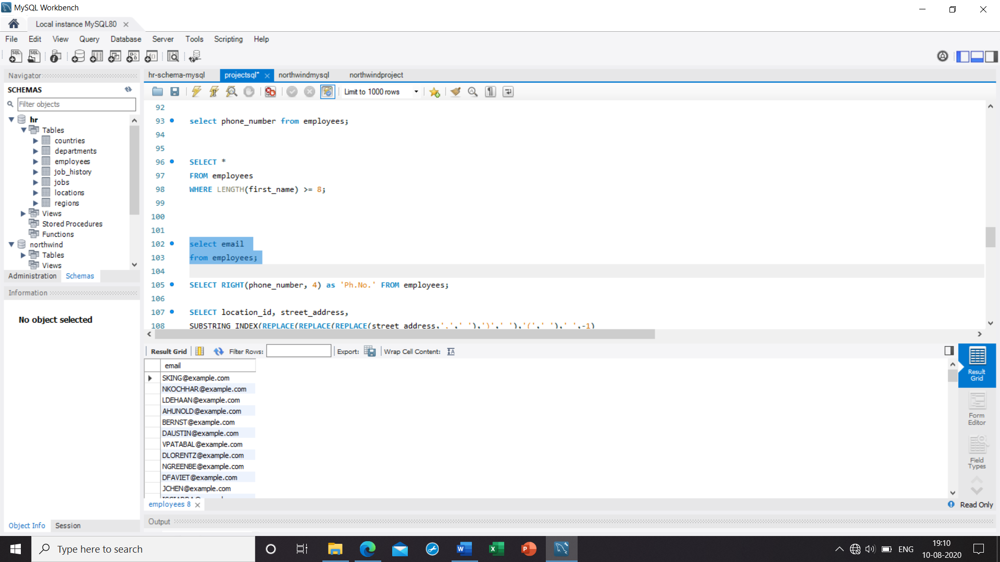 MySQL Workbench
Local instance MySQL80
File Edit View Query Database Server Tools Scripting Help
Navigator
SCHEMAS
Filter objects
hr
Tables
countries
departments
employees
job_history
jobs
locations
regions
Views
Stored Procedures
Functions
northwind
Tables
Views
Administration Schemas
Information
No object selected
Object Info Session
hr-schema-mysql projectsql* northwindmysql northwindproject
Limit to 1000 rows
92
93 select phone_number from employees;
94
95
96 SELECT *
97 FROM employees
98 WHERE LENGTH(first_name) >= 8;
99
100
101
102 select email
103 from employees;
104
105 SELECT RIGHT(phone_number, 4) as 'Ph.No.' FROM employees;
106
107 SELECT location_id, street_address,
108 SUBSTRING_INDEX(REPLACE(REPLACE(REPLACE(street_address,',',' '),')',' '),'(',' '),' ',-1)
Result Grid Filter Rows: Export: Wrap Cell Content:
email
SKING@example.com
NKOCHHAR@example.com
LDEHAAN@example.com
AHUNOLD@example.com
BERNST@example.com
DAUSTIN@example.com
VPATABAL@example.com
DLORENTZ@example.com
NGREENBE@example.com
DFAVIET@example.com
JCHEN@example.com
Result
Grid
Form
Editor
Field
Types
employees 8
Read Only
Output
Type here to search
ENG
19:10
10-08-2020